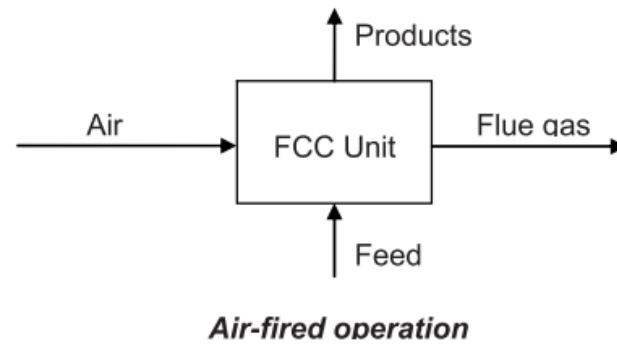 Products
Air
FCC Unit
Flue gas
Feed
Air-fired operation